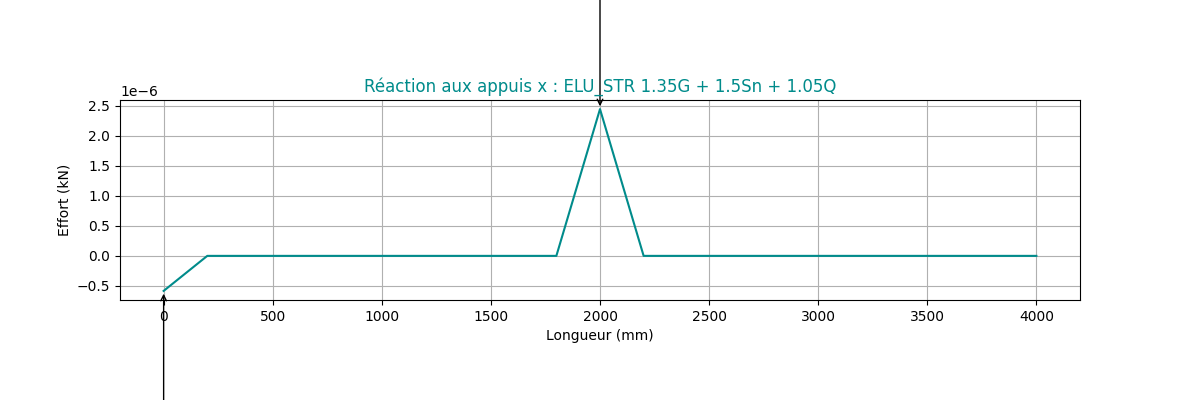 Réaction aux appuis x : ELU_STR 1.35G + 1.5Sn + 1.05Q
1e−6
2.5
2.0
1.5
1.0
0.5
0.0
−0.5
Effort (kN)
0 500 1000 1500 2000 2500 3000 3500 4000
Longueur (mm)